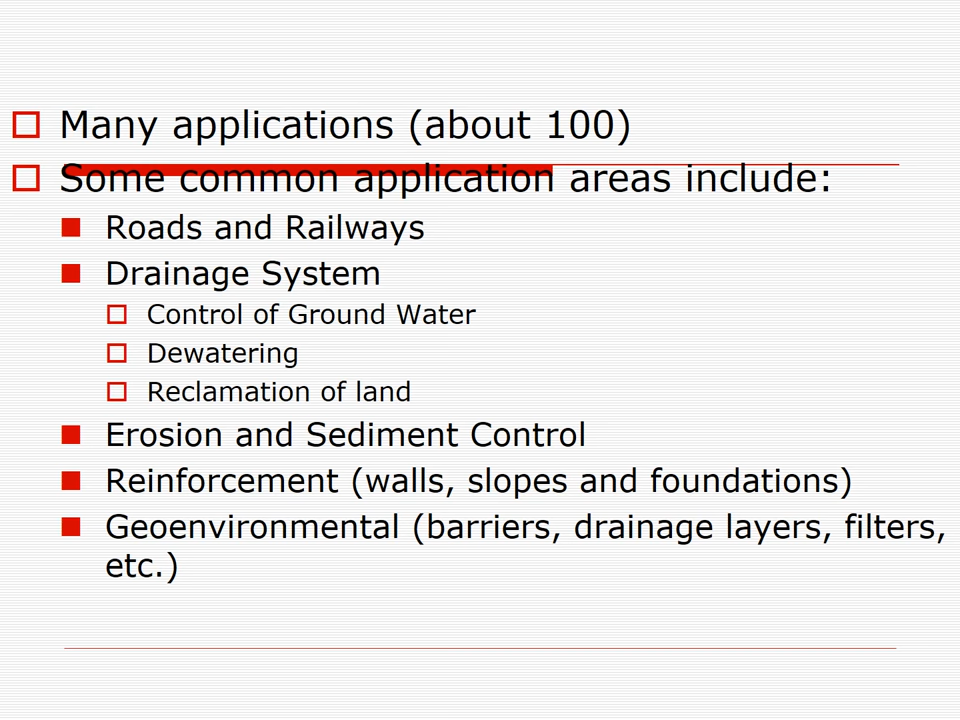 Many applications (about 100)
Some common application areas include:
Roads and Railways
Drainage System
Control of Ground Water
Dewatering
Reclamation of land
Erosion and Sediment Control
Reinforcement (walls, slopes and foundations)
Geoenvironmental (barriers, drainage layers, filters,
etc.)